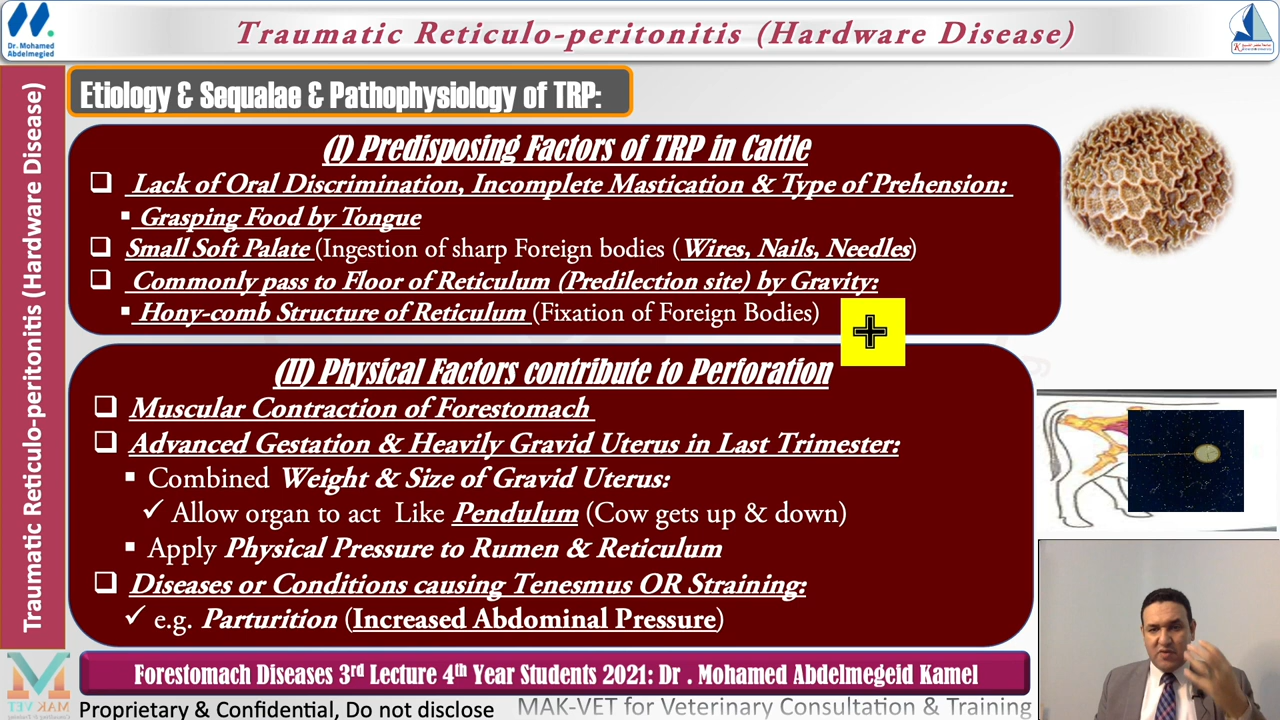 Dr. Mohamed
Abdelmegied
Traumatic Reticulo-peritonitis (Hardware Disease)
Traumatic Reticulo-peritonitis (Hardware Disease)
Etiology & Sequalae & Pathophysiology of TRP:
(I) Predisposing Factors of TRP in Cattle
Lack of Oral Discrimination, Incomplete Mastication & Type of Prehension:
Grasping Food by Tongue
Small Soft Palate (Ingestion of sharp Foreign bodies (Wires, Nails, Needles)
Commonly pass to Floor of Reticulum (Predilection site) by Gravity:
Hony-comb Structure of Reticulum (Fixation of Foreign Bodies)
(II) Physical Factors contribute to Perforation
Muscular Contraction of Forestomach
Advanced Gestation & Heavily Gravid Uterus in Last Trimester:
Combined Weight & Size of Gravid Uterus:
✓ Allow organ to act Like Pendulum (Cow gets up & down)
Apply Physical Pressure to Rumen & Reticulum
Diseases or Conditions causing Tenesmus OR Straining:
✓ e.g. Parturition (Increased Abdominal Pressure)
Forestomach Diseases 3rd Lecture 4th Year Students 2021: Dr . Mohamed Abdelmegeid Kamel
MAK-VET
Proprietary & Confidential, Do not disclose
MAK-VET for Veterinary Consultation & Training